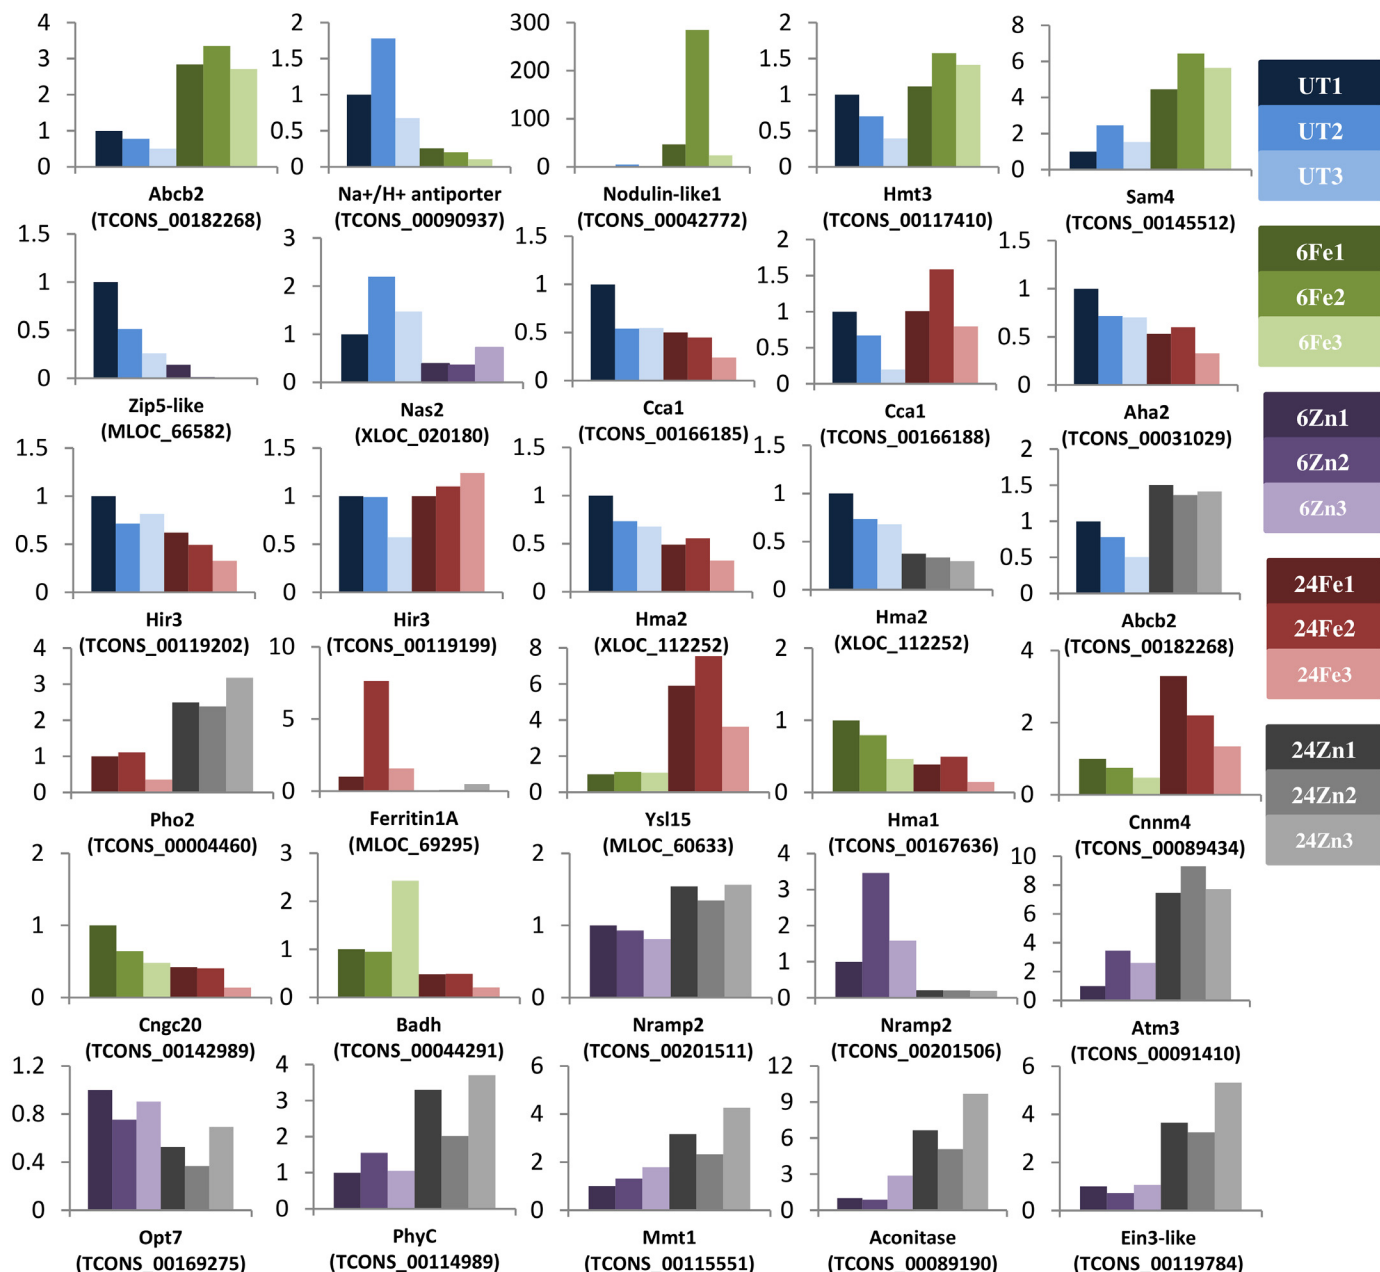 4
3
2
1
0
Abcb2
(TCONS_00182268)
2
1.5
1
0.5
0
Na+/H+ antiporter
(TCONS_00090937)
300
200
100
0
Nodulin-like1
(TCONS_00042772)
2
1.5
1
0.5
0
Hmt3
(TCONS_00117410)
8
6
4
2
0
Sam4
(TCONS_00145512)
1.5
1
0.5
0
Zip5-like
(MLOC_66582)
3
2
1
0
Nas2
(XLOC_020180)
1.5
1
0.5
0
Cca1
(TCONS_00166185)
2
1.5
1
0.5
0
Cca1
(TCONS_00166188)
1.5
1
0.5
0
Aha2
(TCONS_00031029)
1.5
1
0.5
0
Hir3
(TCONS_00119202)
1.5
1
0.5
0
Hir3
(TCONS_00119199)
1.5
1
0.5
0
Hma2
(XLOC_112252)
1.5
1
0.5
0
Hma2
(XLOC_112252)
2
1.5
1
0.5
0
Abcb2
(TCONS_00182268)
4
3
2
1
0
Pho2
(TCONS_00004460)
10
5
0
Ferritin1A
(MLOC_69295)
8
6
4
2
0
Ysl15
(MLOC_60633)
2
1
0
Hma1
(TCONS_00167636)
4
2
0
Cnnm4
(TCONS_00089434)
2
1
0
Cngc20
(TCONS_00142989)
3
2
1
0
Badh
(TCONS_00044291)
2
1
0
Nramp2
(TCONS_00201511)
4
3
2
1
0
Nramp2
(TCONS_00201506)
10
8
6
4
2
0
Atm3
(TCONS_00091410)
1.2
0.8
0.4
0
Opt7
(TCONS_00169275)
4
3
2
1
0
PhyC
(TCONS_00114989)
6
4
2
0
Mmt1
(TCONS_00115551)
12
9
6
3
0
Aconitase
(TCONS_00089190)
6
4
2
0
Ein3-like
(TCONS_00119784)
UT1
UT2
UT3
6Fe1
6Fe2
6Fe3
6Zn1
6Zn2
6Zn3
24Fe1
24Fe2
24Fe3
24Zn1
24Zn2
24Zn3